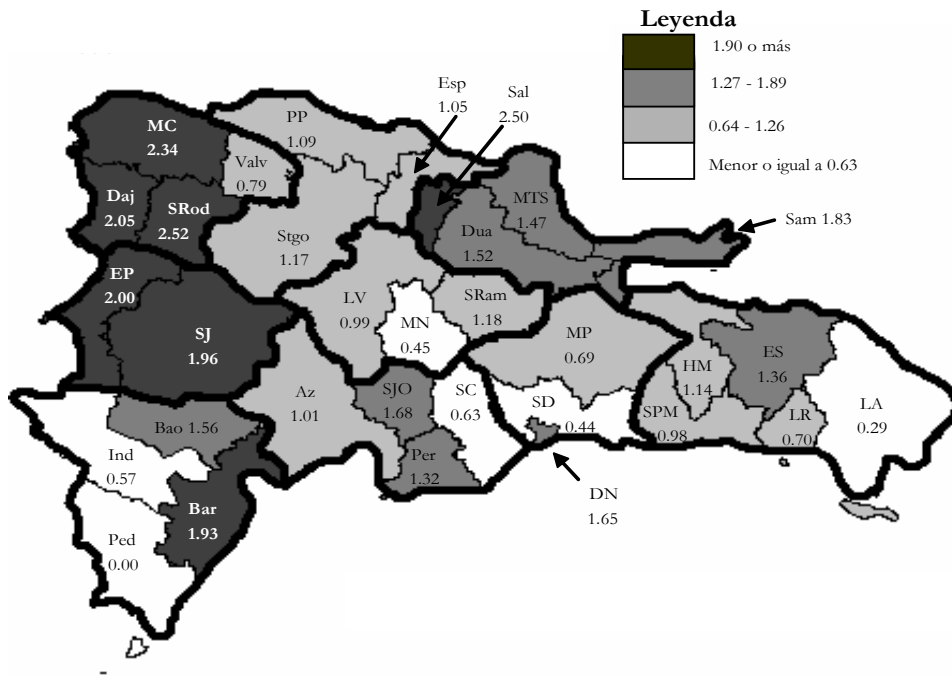 Leyenda
1.90 o más
1.27 - 1.89
0.64 - 1.26
Menor o igual a 0.63
Esp
1.05
Sal
2.50
PP
1.09
MC
2.34
Valv
0.79
Daj
2.05
SRod
2.52
MTS
1.47
Sam 1.83
Stgo
1.17
Dua
1.52
EP
2.00
LV
0.99
SRam
1.18
MN
0.45
SJ
1.96
MP
0.69
ES
1.36
HM
1.14
Az
1.01
SJO
1.68
SC
0.63
SD
0.44
SPM
0.98
LR
0.70
LA
0.29
Bao 1.56
Ind
0.57
Per
1.32
DN
1.65
Bar
1.93
Ped
0.00